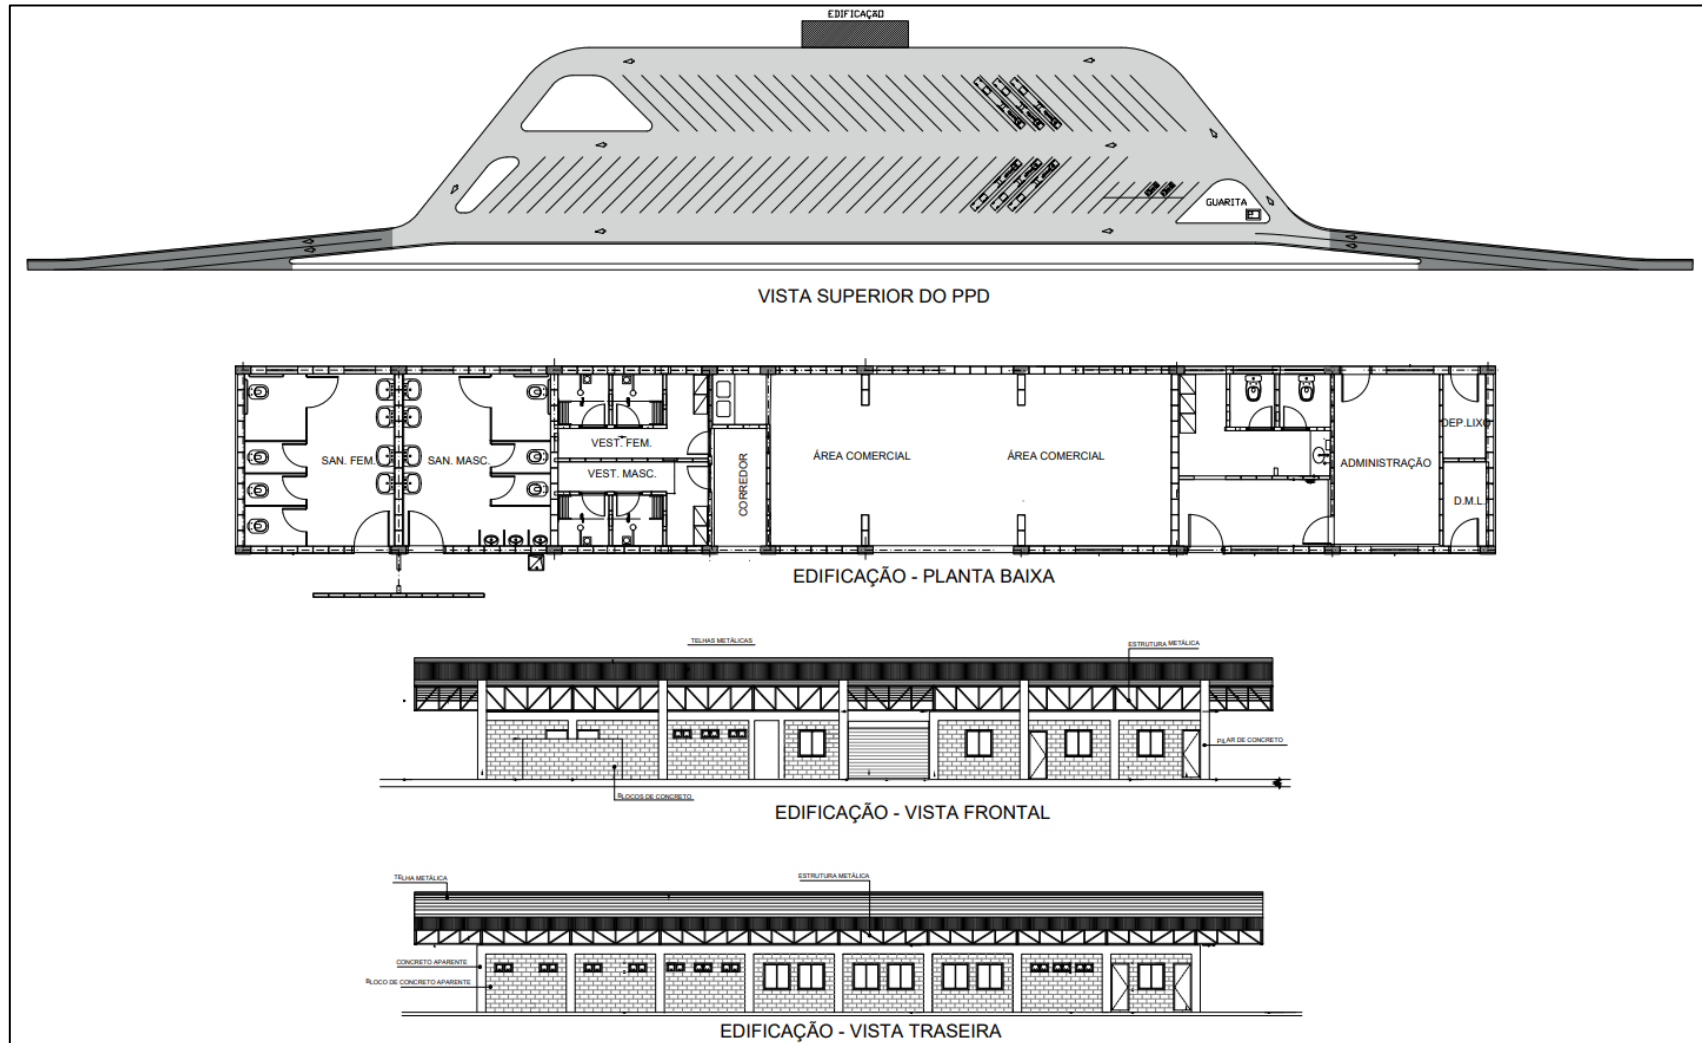 EDIFICAÇÃO
GUARITA
VISTA SUPERIOR DO PPD
SAN. FEM.
SAN. MASC.
VEST. FEM.
VEST. MASC.
CORREDOR
ÁREA COMERCIAL
ÁREA COMERCIAL
ADMINISTRAÇÃO
DEP.LIXO
D.M.L.
EDIFICAÇÃO - PLANTA BAIXA
TELHAS METÁLICAS
ESTRUTURA METÁLICA
PILAR DE CONCRETO
BLOCOS DE CONCRETO
EDIFICAÇÃO - VISTA FRONTAL
TELHA METÁLICA
ESTRUTURA METÁLICA
CONCRETO APARENTE
BLOCO DE CONCRETO APARENTE
EDIFICAÇÃO - VISTA TRASEIRA